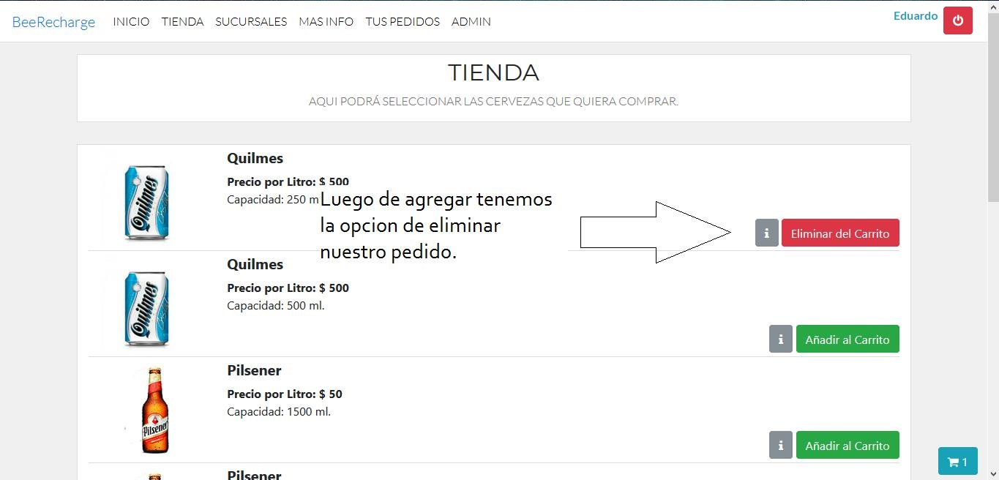 BeeRecharge INICIO TIENDA SUCURSALES MAS INFO TUS PEDIDOS ADMIN Eduardo
TIENDA
AQUI PODRÁ SELECCIONAR LAS CERVEZAS QUE QUIERA COMPRAR.
Quilmes
Quilmes
Precio por Litro: $ 500
Capacidad: 250 m
Luego de agregar tenemos
la opcion de eliminar
nuestro pedido.
i Eliminar del Carrito
Quilmes
Quilmes
Precio por Litro: $ 500
Capacidad: 500 ml.
i Añadir al Carrito
Pilsener
Pilsener
Precio por Litro: $ 50
Capacidad: 1500 ml.
i Añadir al Carrito
1
Pilsener